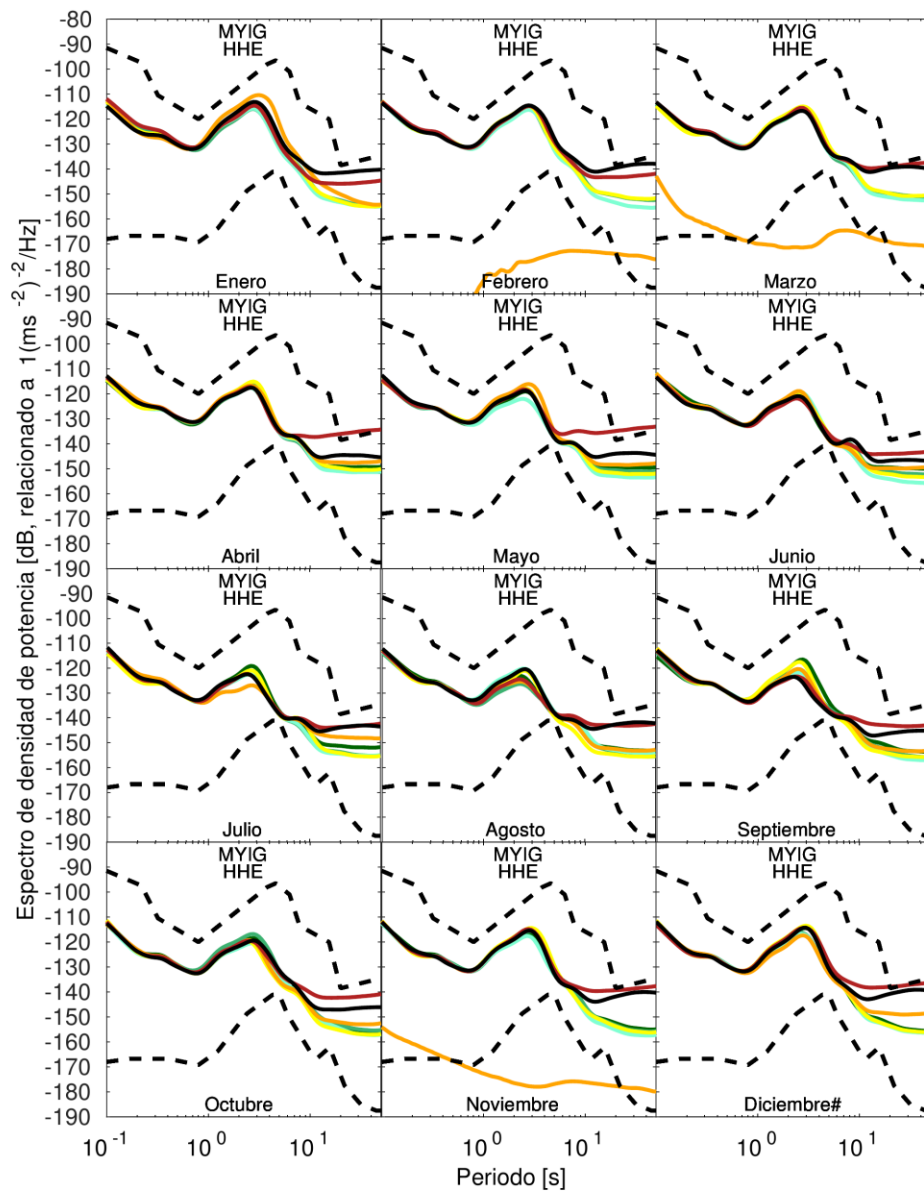 Espectro de densidad de potencia [dB, relacionado a 1(ms⁻²)⁻²/Hz]
-80
-90
-100
-110
-120
-130
-140
-150
-160
-170
-180
-190
MYIG
HHE
Enero
MYIG
HHE
Febrero
MYIG
HHE
Marzo
-90
-100
-110
-120
-130
-140
-150
-160
-170
-180
-190
MYIG
HHE
Abril
MYIG
HHE
Mayo
MYIG
HHE
Junio
-90
-100
-110
-120
-130
-140
-150
-160
-170
-180
-190
MYIG
HHE
Julio
MYIG
HHE
Agosto
MYIG
HHE
Septiembre
-90
-100
-110
-120
-130
-140
-150
-160
-170
-180
-190
MYIG
HHE
Octubre
MYIG
HHE
Noviembre
MYIG
HHE
Diciembre#
10⁻¹ 10⁰ 10¹ 10⁰ 10¹ 10⁰ 10¹
Periodo [s]